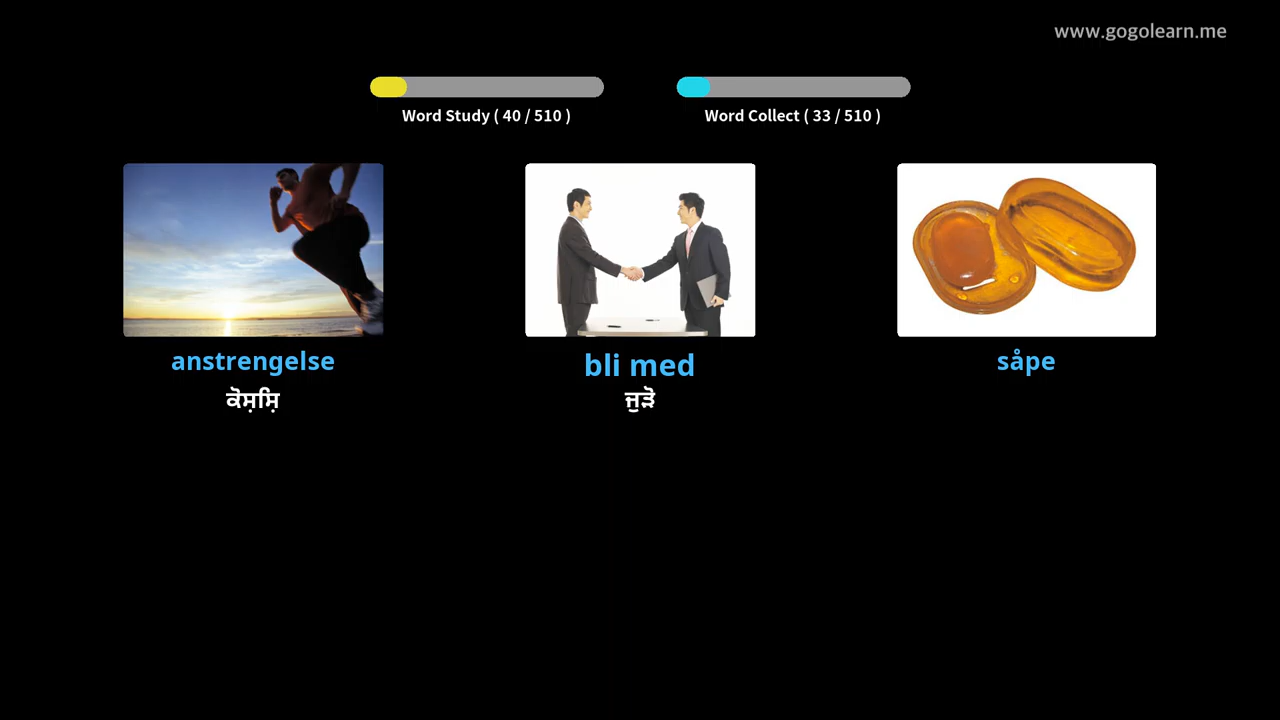 www.gogolearn.me
Word Study ( 40 / 510 )
Word Collect ( 33 / 510 )
anstrengelse
bli med
såpe
ਕੋਸ਼ਸ਼ਿ
ਜੁੜੋ